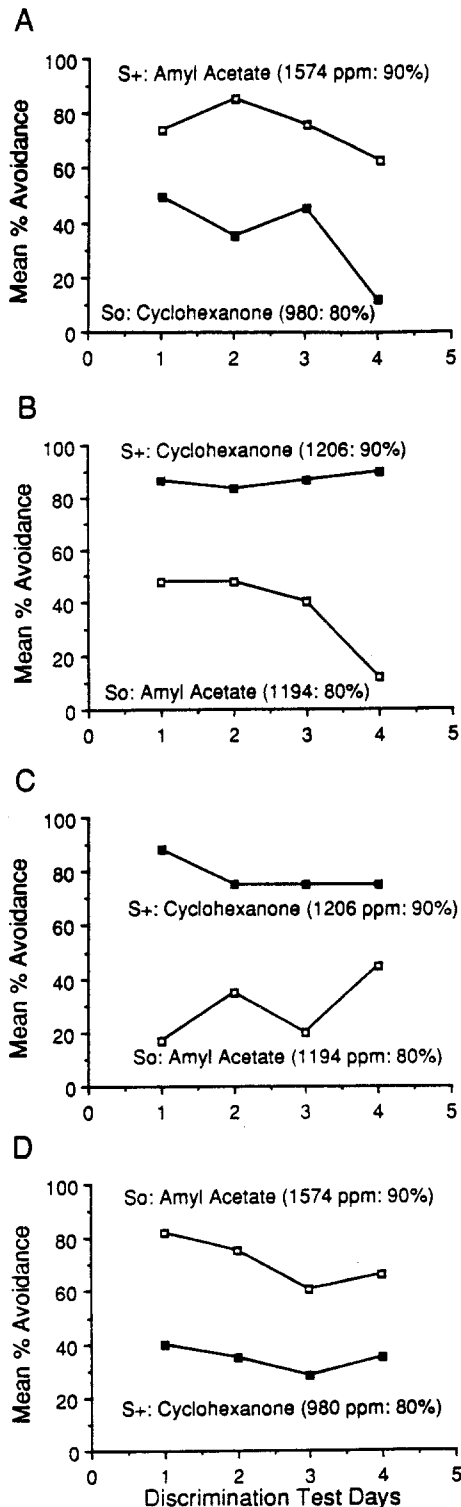 A
S+: Amyl Acetate (1574 ppm: 90%)
Mean % Avoidance
100
80
60
40
20
0
So: Cyclohexanone (980: 80%)
0 1 2 3 4 5
B
S+: Cyclohexanone (1206: 90%)
Mean % Avoidance
100
80
60
40
20
0
So: Amyl Acetate (1194: 80%)
0 1 2 3 4 5
C
Mean % Avoidance
100
80
60
40
20
0
S+: Cyclohexanone (1206 ppm: 90%)
So: Amyl Acetate (1194 ppm: 80%)
0 1 2 3 4 5
D
So: Amyl Acetate (1574 ppm: 90%)
Mean % Avoidance
100
80
60
40
20
0
S+: Cyclohexanone (980 ppm: 80%)
0 1 2 3 4 5
Discrimination Test Days